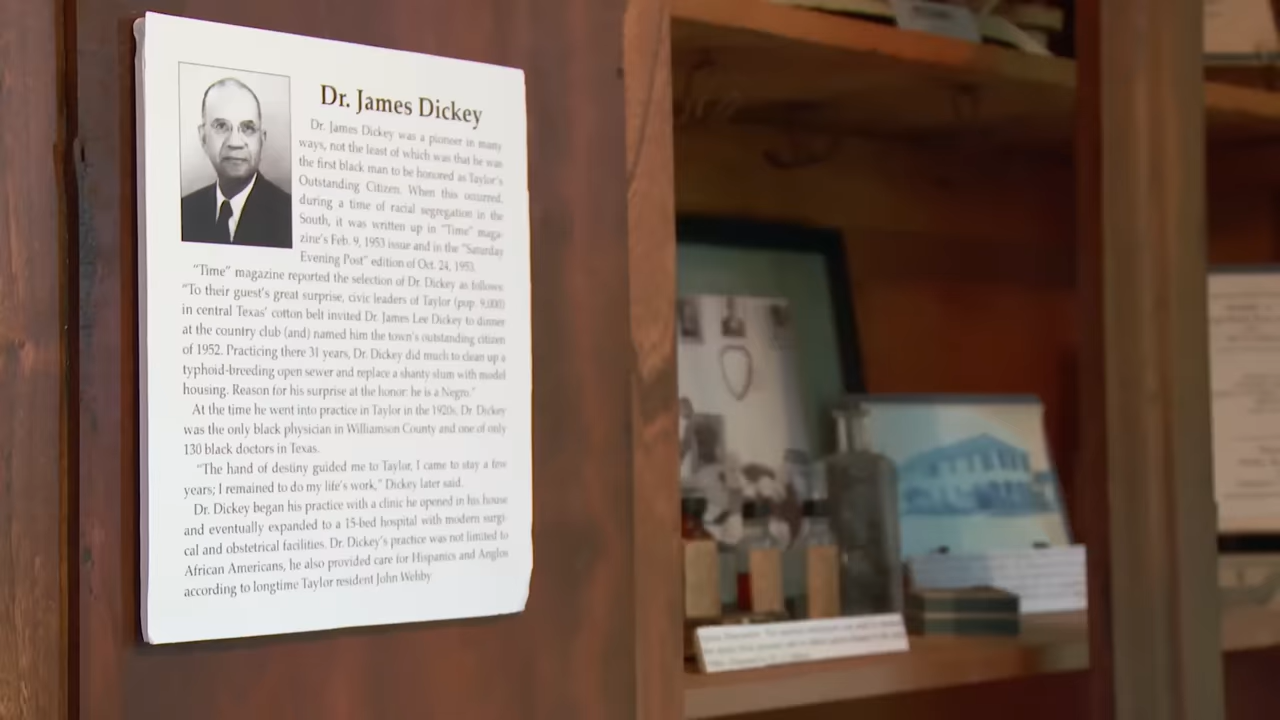 Dr. James Dickey
Dr. James Dickey was a pioneer in many
ways, not the least of which was that he was
the first black man to be honored as Taylor's
Outstanding Citizen. When this occurred,
during a time of racial segregation in the
South, it was written up in "Time" maga-
zine's Feb. 9, 1953 issue and in the "Saturday
Evening Post" edition of Oct. 24, 1953.
"Time" magazine reported the selection of Dr. Dickey as follows:
"To their guest's great surprise, civic leaders of Taylor (pop. 9,000)
in central Texas' cotton belt invited Dr. James Lee Dickey to dinner
at the country club (and) named him the town's outstanding citizen
of 1952. Practicing there 31 years, Dr. Dickey did much to clean up a
typhoid-breeding open sewer and replace a shanty slum with model
housing. Reason for his surprise at the honor: he is a Negro."
At the time he went into practice in Taylor in the 1920s, Dr. Dickey
was the only black physician in Williamson County and one of only
130 black doctors in Texas.
"The hand of destiny guided me to Taylor, I came to stay a few
years; I remained to do my life's work," Dickey later said.
Dr. Dickey began his practice with a clinic he opened in his house
and eventually expanded to a 15-bed hospital with modern surgi-
cal and obstetrical facilities. Dr. Dickey's practice was not limited to
African Americans, he also provided care for Hispanics and Anglos
according to longtime Taylor resident John Webby